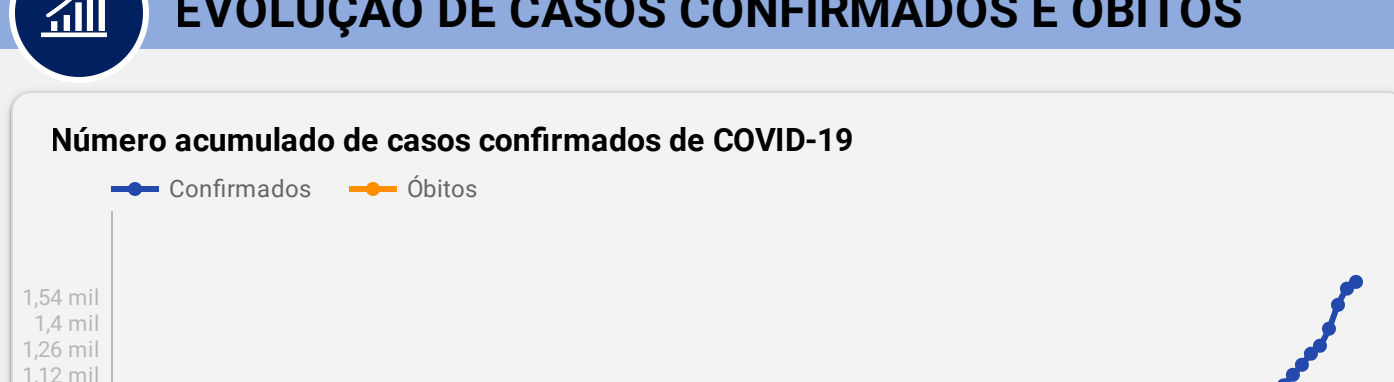 EVOLUÇÃO DE CASOS CONFIRMADOS E ÓBITOS
Número acumulado de casos confirmados de COVID-19
Confirmados Óbitos
1,54 mil
1,4 mil
1,26 mil
1,12 mil